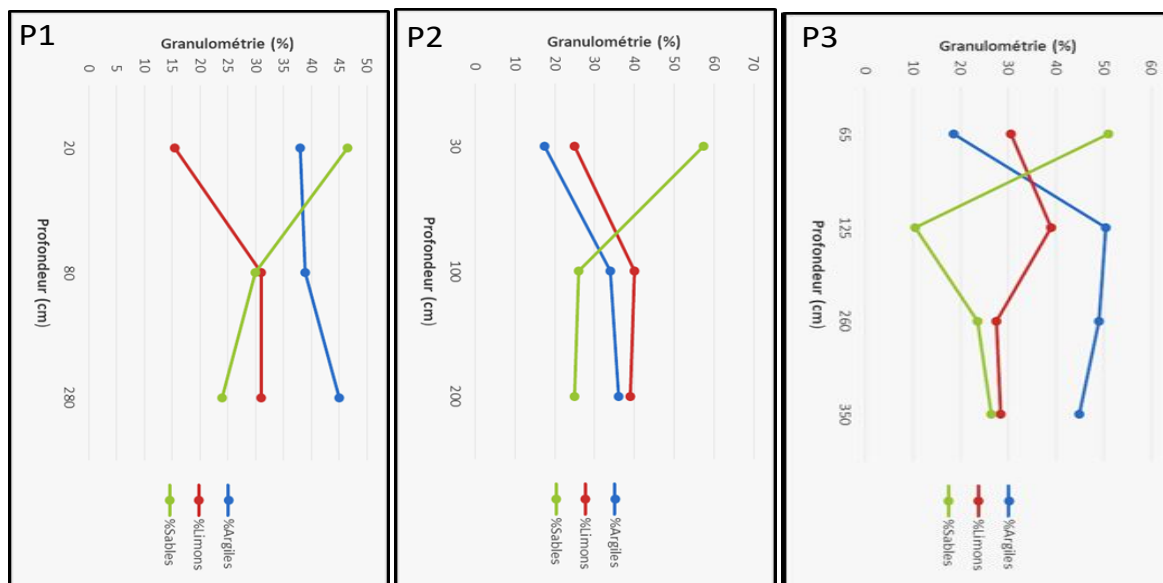 P1
Granulométrie (%)
0 5 10 15 20 25 30 35 40 45 50
Profondeur (cm)
20
80
280
%Sables
%Limons
%Argiles
P2
Granulométrie (%)
0 10 20 30 40 50 60 70
Profondeur (cm)
30
100
200
%Sables
%Limons
%Argiles
P3
Granulométrie (%)
0 10 20 30 40 50 60
Profondeur (cm)
65
125
260
350
%Sables
%Limons
%Argiles